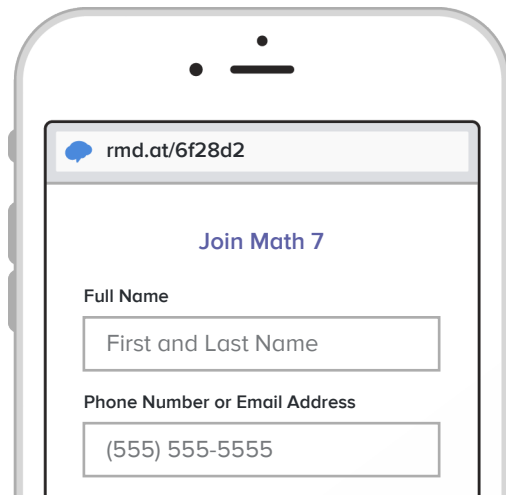 rmd.at/6f28d2
Join Math 7
Full Name
First and Last Name
Phone Number or Email Address
(555) 555-5555